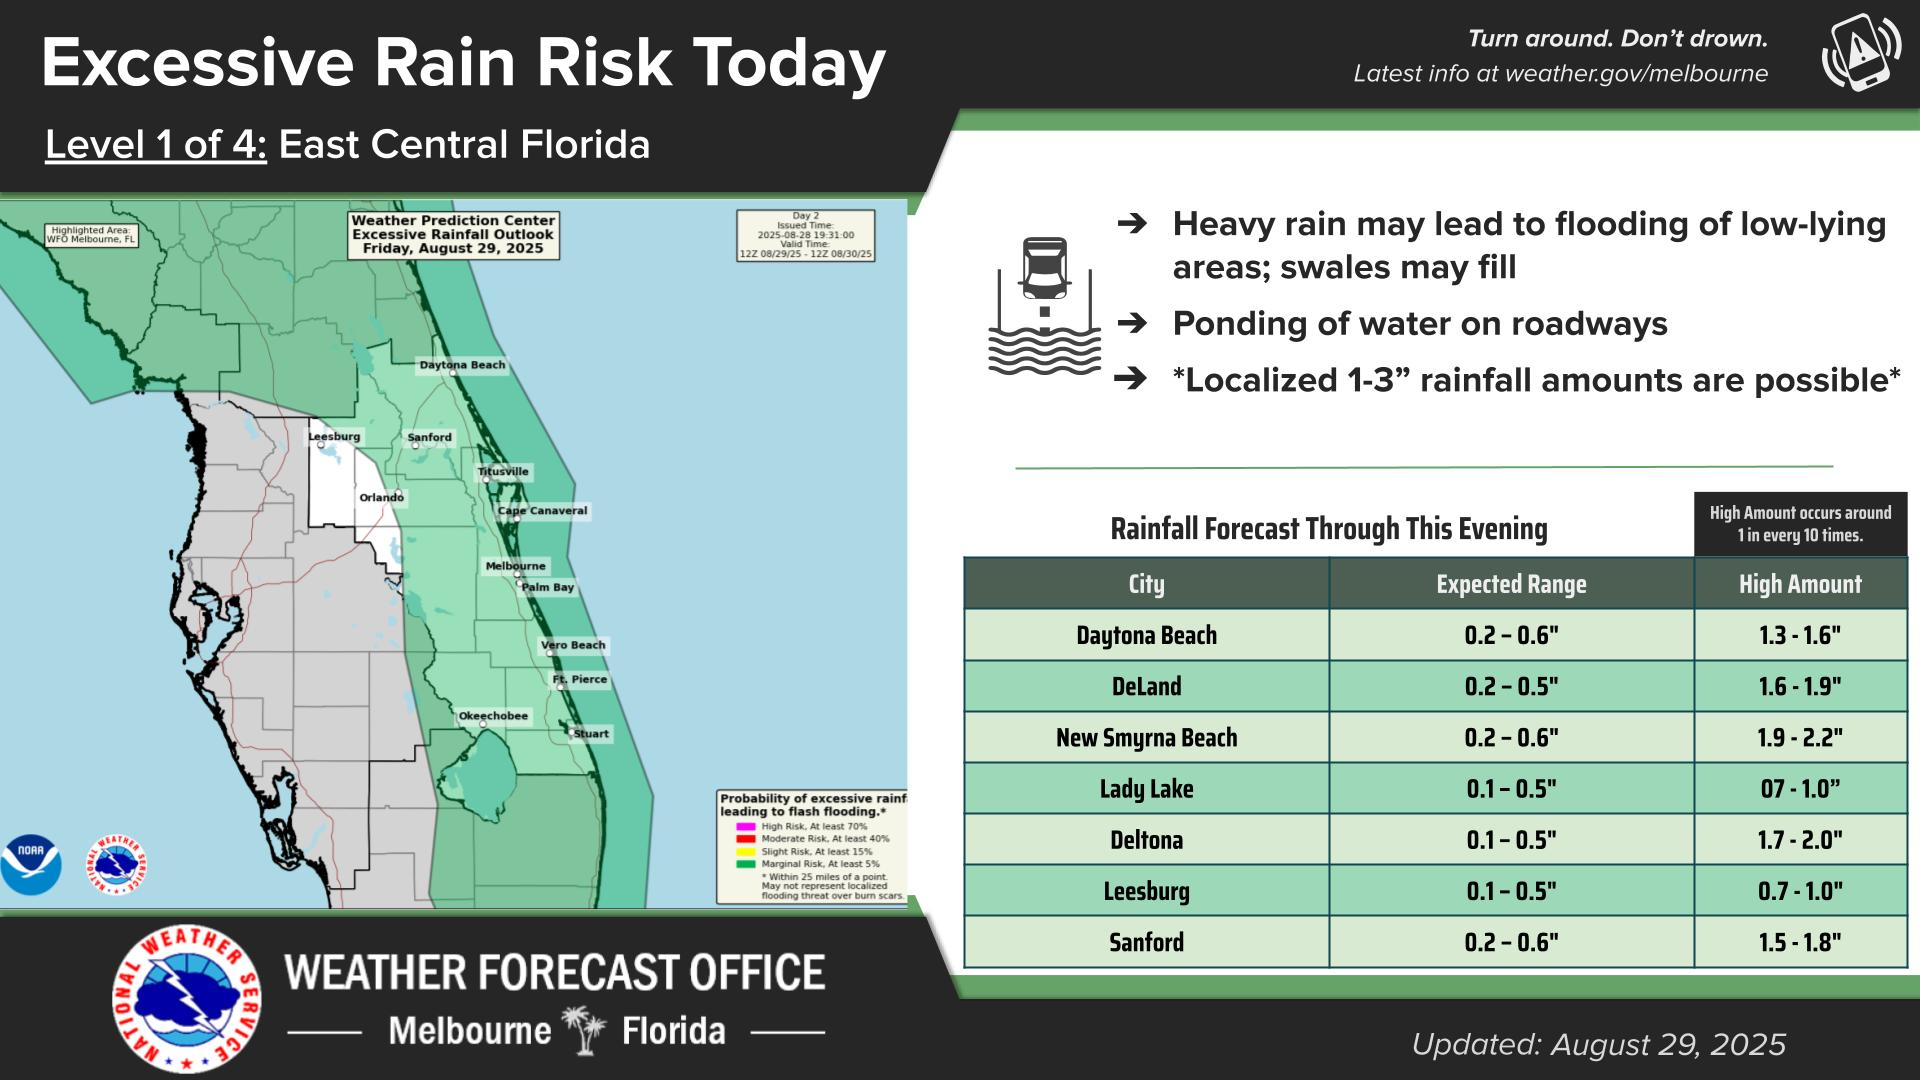 Excessive Rain Risk Today
Level 1 of 4: East Central Florida
Turn around. Don't drown.
Latest info at weather.gov/melbourne
Highlighted Area:
WFO Melbourne, FL
Weather Prediction Center
Excessive Rainfall Outlook
Friday, August 29, 2025
Day 2
Issued Time:
2025-08-28 19:31:00
Valid Time:
12Z 08/29/25 - 12Z 08/30/25
Daytona Beach
Leesburg
Sanford
Titusville
Orlando
Cape Canaveral
Melbourne
Palm Bay
Vero Beach
Ft. Pierce
Okeechobee
Stuart
Probability of excessive rainf
leading to flash flooding.*
High Risk, At least 70%
Moderate Risk, At least 40%
Slight Risk, At least 15%
Marginal Risk, At least 5%
* Within 25 miles of a point.
May not represent localized
flooding threat over burn scars.
NOAA
NATIONAL WEATHER SERVICE
➔ Heavy rain may lead to flooding of low-lying
areas; swales may fill
➔ Ponding of water on roadways
➔ *Localized 1-3” rainfall amounts are possible*
Rainfall Forecast Through This Evening
High Amount occurs around
1 in every 10 times.
City Expected Range High Amount
Daytona Beach 0.2 – 0.6" 1.3 - 1.6"
DeLand 0.2 – 0.5" 1.6 - 1.9"
New Smyrna Beach 0.2 – 0.6" 1.9 - 2.2"
Lady Lake 0.1 – 0.5" 07 - 1.0”
Deltona 0.1 – 0.5" 1.7 - 2.0"
Leesburg 0.1 – 0.5" 0.7 - 1.0"
Sanford 0.2 – 0.6" 1.5 - 1.8"
NATIONAL WEATHER SERVICE
WEATHER FORECAST OFFICE
Melbourne Florida
Updated: August 29, 2025